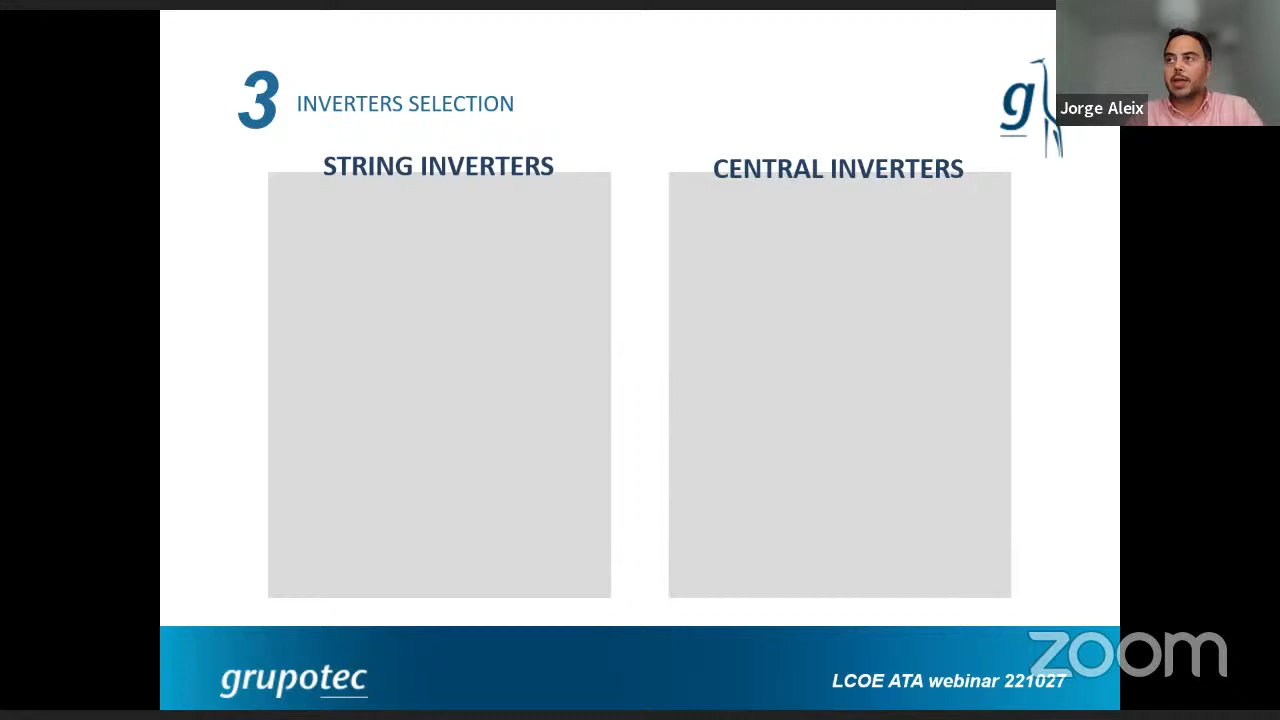 3 INVERTERS SELECTION
g
Jorge Aleix
STRING INVERTERS
CENTRAL INVERTERS
grupotec
LCOE ATA webinar 221027
zoom